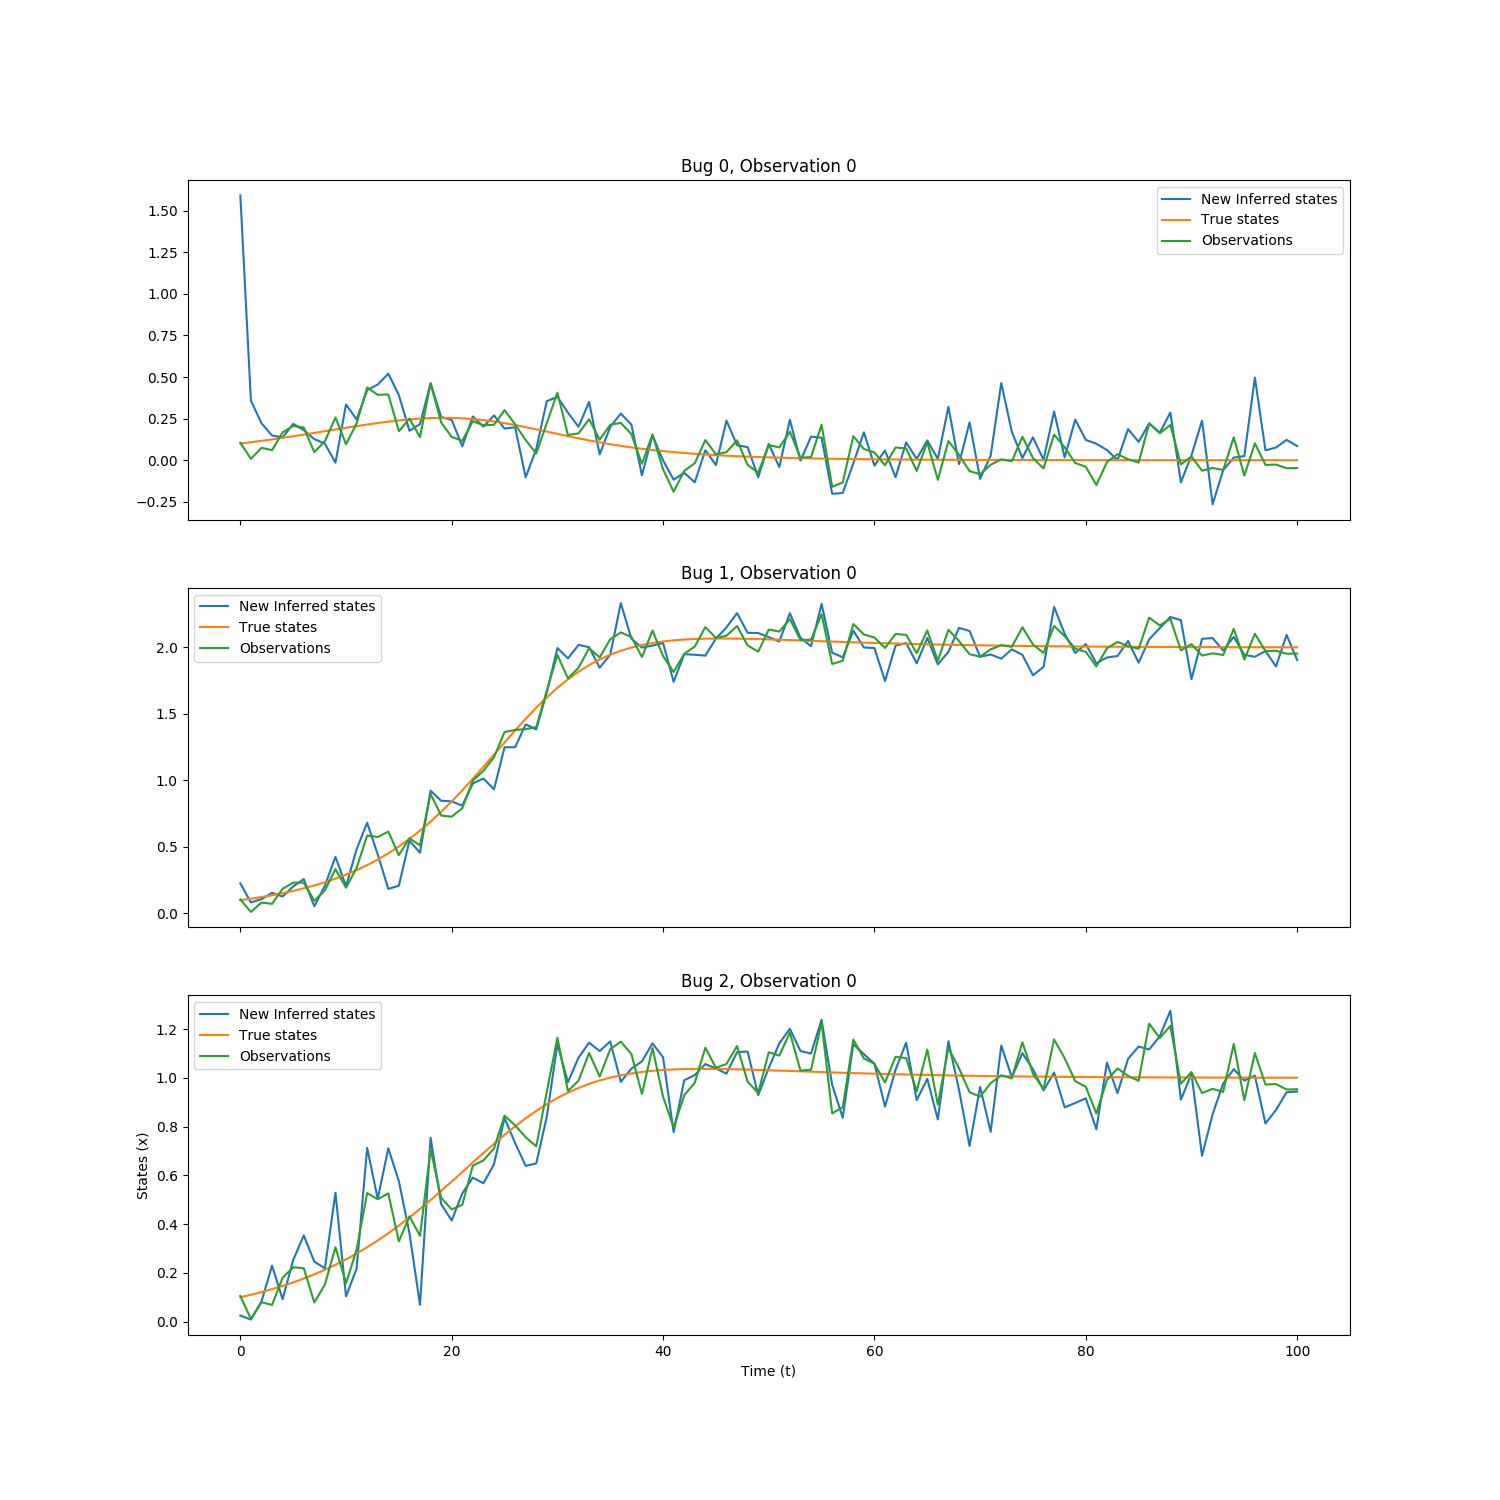 Bug 0, Observation 0
1.50
1.25
1.00
0.75
0.50
0.25
0.00
−0.25
New Inferred states
True states
Observations
Bug 1, Observation 0
2.0
1.5
1.0
0.5
0.0
New Inferred states
True states
Observations
Bug 2, Observation 0
States (x)
1.2
1.0
0.8
0.6
0.4
0.2
0.0
New Inferred states
True states
Observations
0 20 40 60 80 100
Time (t)